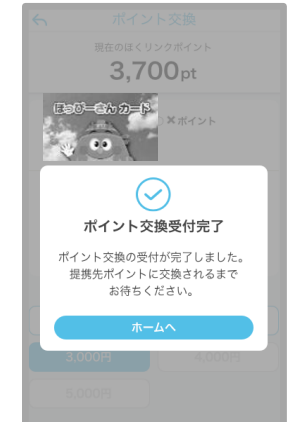 ポイント交換
現在のほくリンクポイント
3,700pt
ほっぴーさん カード
×ポイント
ポイント交換受付完了
ポイント交換の受付が完了しました。
提携先ポイントに交換されるまで
お待ちください。
ホームへ
3,000円
4,000円
5,000円